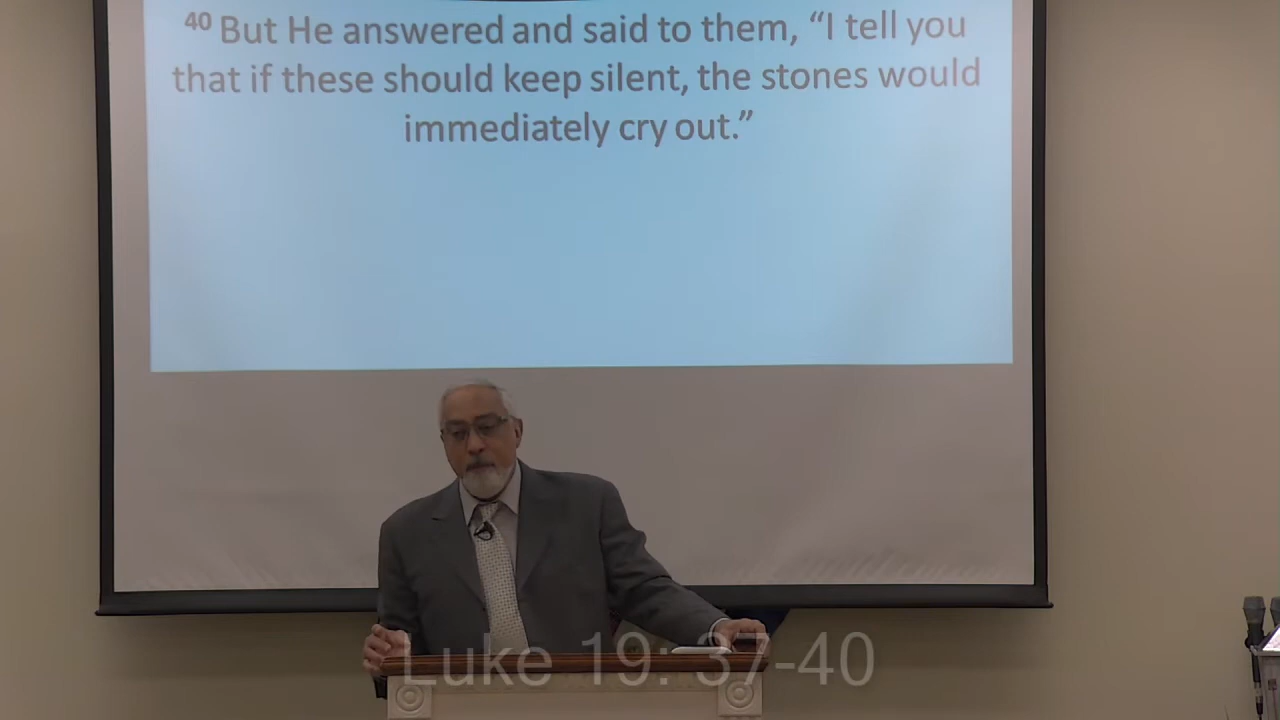 40 But He answered and said to them, “I tell you
that if these should keep silent, the stones would
immediately cry out.”
Luke 19: 37-40